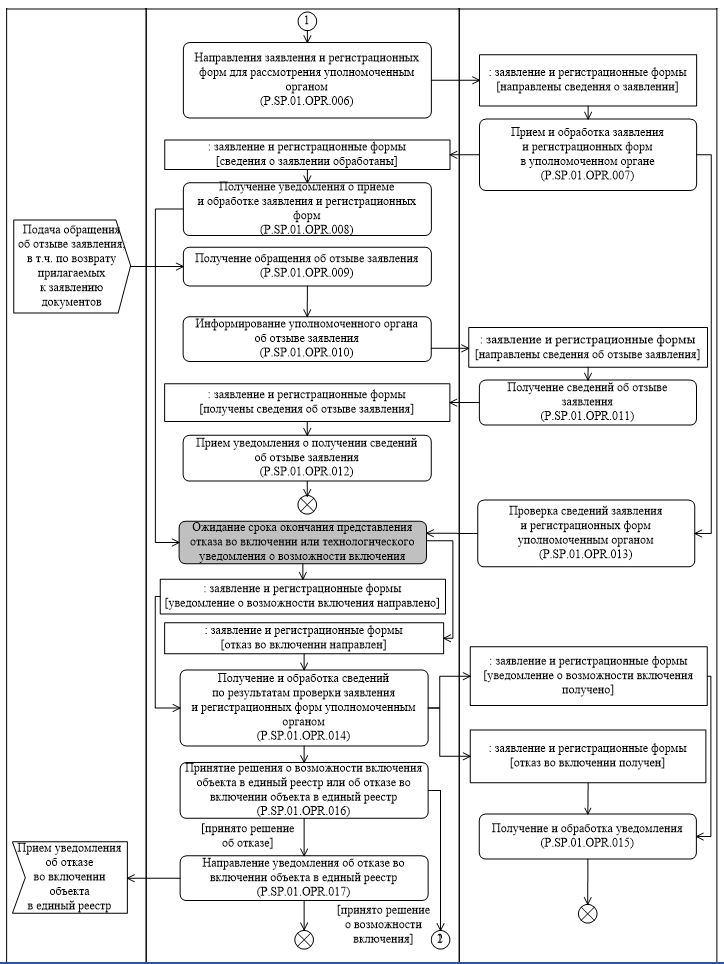 1
Направления заявления и регистрационных
форм для рассмотрения уполномоченным
органом
(P.SP.01.OPR.006)
: заявление и регистрационные формы
[направлены сведения о заявлении]
Прием и обработка заявления
и регистрационных форм
в уполномоченном органе
(P.SP.01.OPR.007)
: заявление и регистрационные формы
[сведения о заявлении обработаны]
Получение уведомления о приеме
и обработке заявления и регистрационных
форм
(P.SP.01.OPR.008)
Подача обращения
об отзыве заявления,
в т.ч. по возврату
прилагаемых
к заявлению
документов
Получение обращения об отзыве заявления
(P.SP.01.OPR.009)
Информирование уполномоченного органа
об отзыве заявления
(P.SP.01.OPR.010)
: заявление и регистрационные формы
[направлены сведения об отзыве заявления]
Получение сведений об отзыве
заявления
(P.SP.01.OPR.011)
: заявление и регистрационные формы
[получены сведения об отзыве заявления]
Прием уведомления о получении сведений
об отзыве заявления
(P.SP.01.OPR.012)
Проверка сведений заявления
и регистрационных форм
уполномоченным органом
(P.SP.01.OPR.013)
Ожидание срока окончания представления
отказа во включении или технологического
уведомления о возможности включения
: заявление и регистрационные формы
[уведомление о возможности включения направлено]
: заявление и регистрационные формы
[отказ во включении направлен]
Получение и обработка сведений
по результатам проверки заявления
и регистрационных форм уполномоченным
органом
(P.SP.01.OPR.014)
: заявление и регистрационные формы
[уведомление о возможности включения
получено]
: заявление и регистрационные формы
[отказ во включении получен]
Принятие решения о возможности включения
объекта в единый реестр или об отказе во
включении объекта в единый реестр
(P.SP.01.OPR.016)
Получение и обработка уведомления
(P.SP.01.OPR.015)
[принято решение
об отказе]
Направление уведомления об отказе во
включении объекта в единый реестр
(P.SP.01.OPR.017)
Прием уведомления
об отказе
во включении
объекта
в единый реестр
[принято решение
о возможности
включения]
2